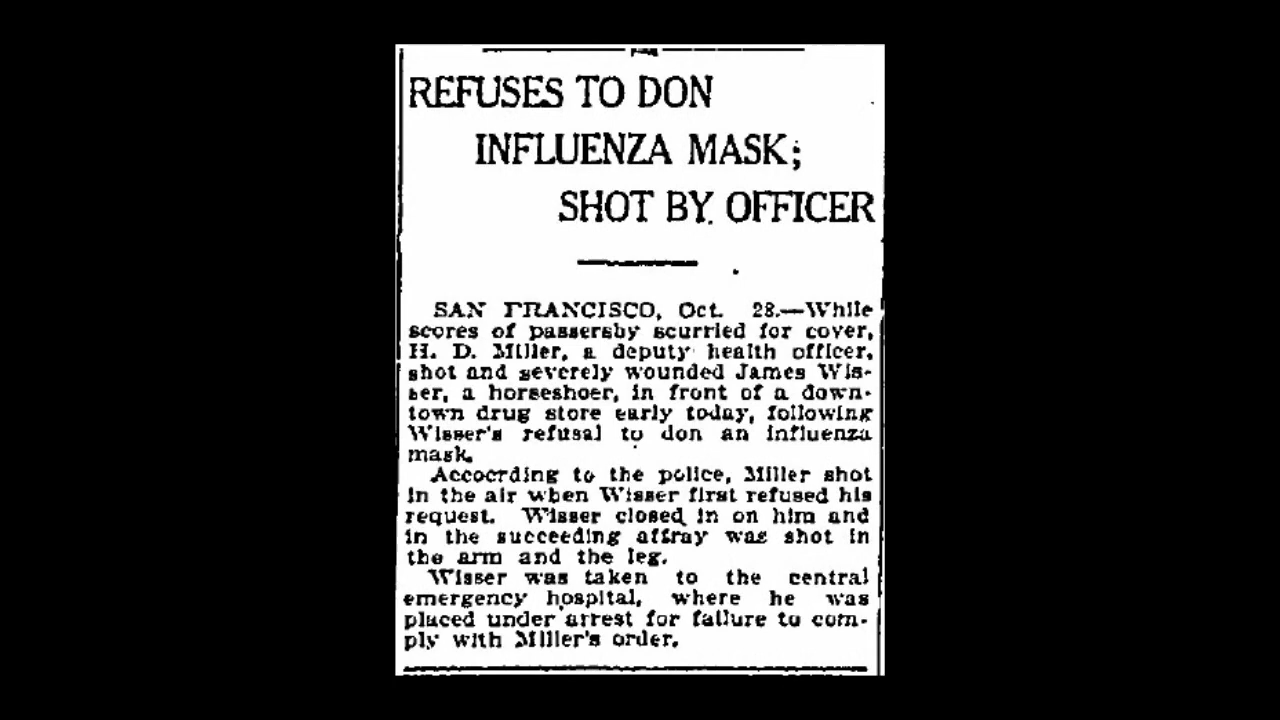 REFUSES TO DON
INFLUENZA MASK;
SHOT BY OFFICER
SAN FRANCISCO, Oct. 28.—While
scores of passersby scurried for cover,
H. D. Miller, a deputy health officer,
shot and severely wounded James Wis-
ser, a horseshoer, in front of a down-
town drug store early today, following
Wisser's refusal to don an influenza
mask.
Accocrding to the police, Miller shot
in the air when Wisser first refused his
request. Wisser closed in on him and
in the succeeding affray was shot in
the arm and the leg.
Wisser was taken to the central
emergency hospital, where he was
placed under arrest for failure to com-
ply with Miller's order.